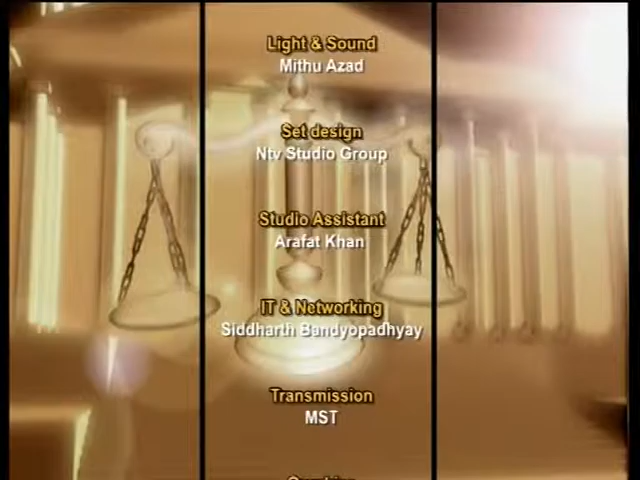 Light & Sound
Mithu Azad
Set design
Ntv Studio Group
Studio Assistant
Arafat Khan
IT & Networking
Siddharth Bandyopadhyay
Transmission
MST